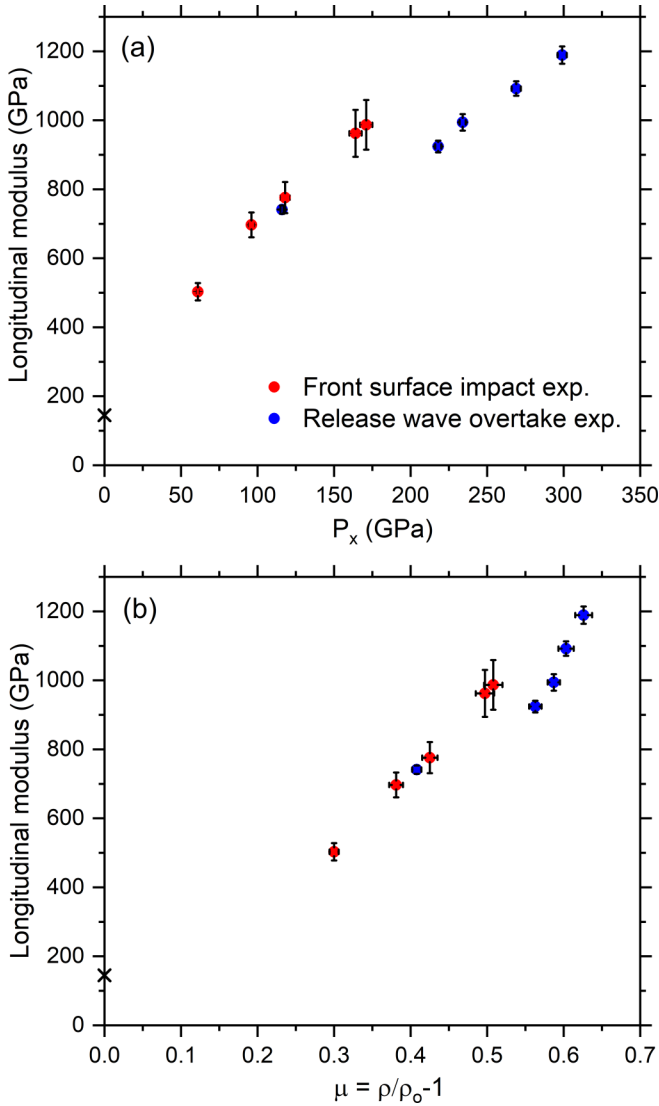 (a)
Longitudinal modulus (GPa)
1200
1000
800
600
400
200
0
Front surface impact exp.
Release wave overtake exp.
0 50 100 150 200 250 300 350
Pₓ (GPa)
(b)
Longitudinal modulus (GPa)
1200
1000
800
600
400
200
0
0.0 0.1 0.2 0.3 0.4 0.5 0.6 0.7
μ = ρ/ρₒ-1